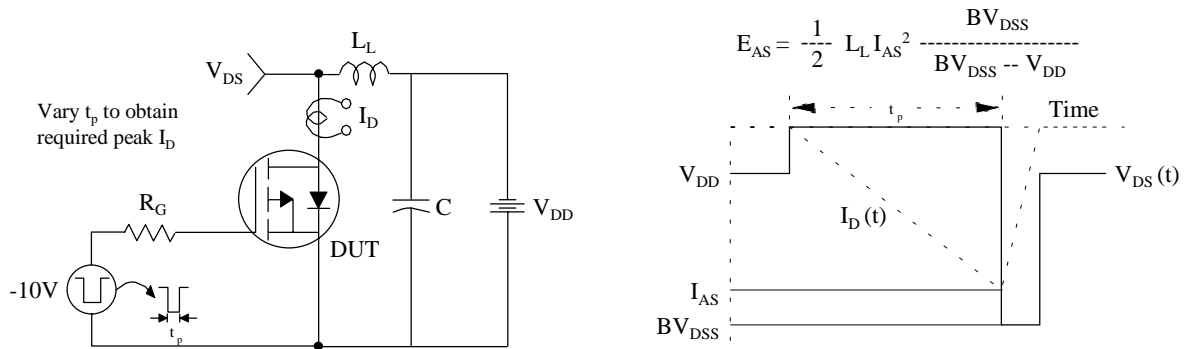 L_L
V_DS
Vary t_p to obtain
required peak I_D
I_D
R_G
C
V_DD
DUT
-10V
t_p
E_AS = 1/2 L_L I_AS^2 BV_DSS / BV_DSS -- V_DD
t_p
Time
V_DD
V_DS (t)
I_D (t)
I_AS
BV_DSS